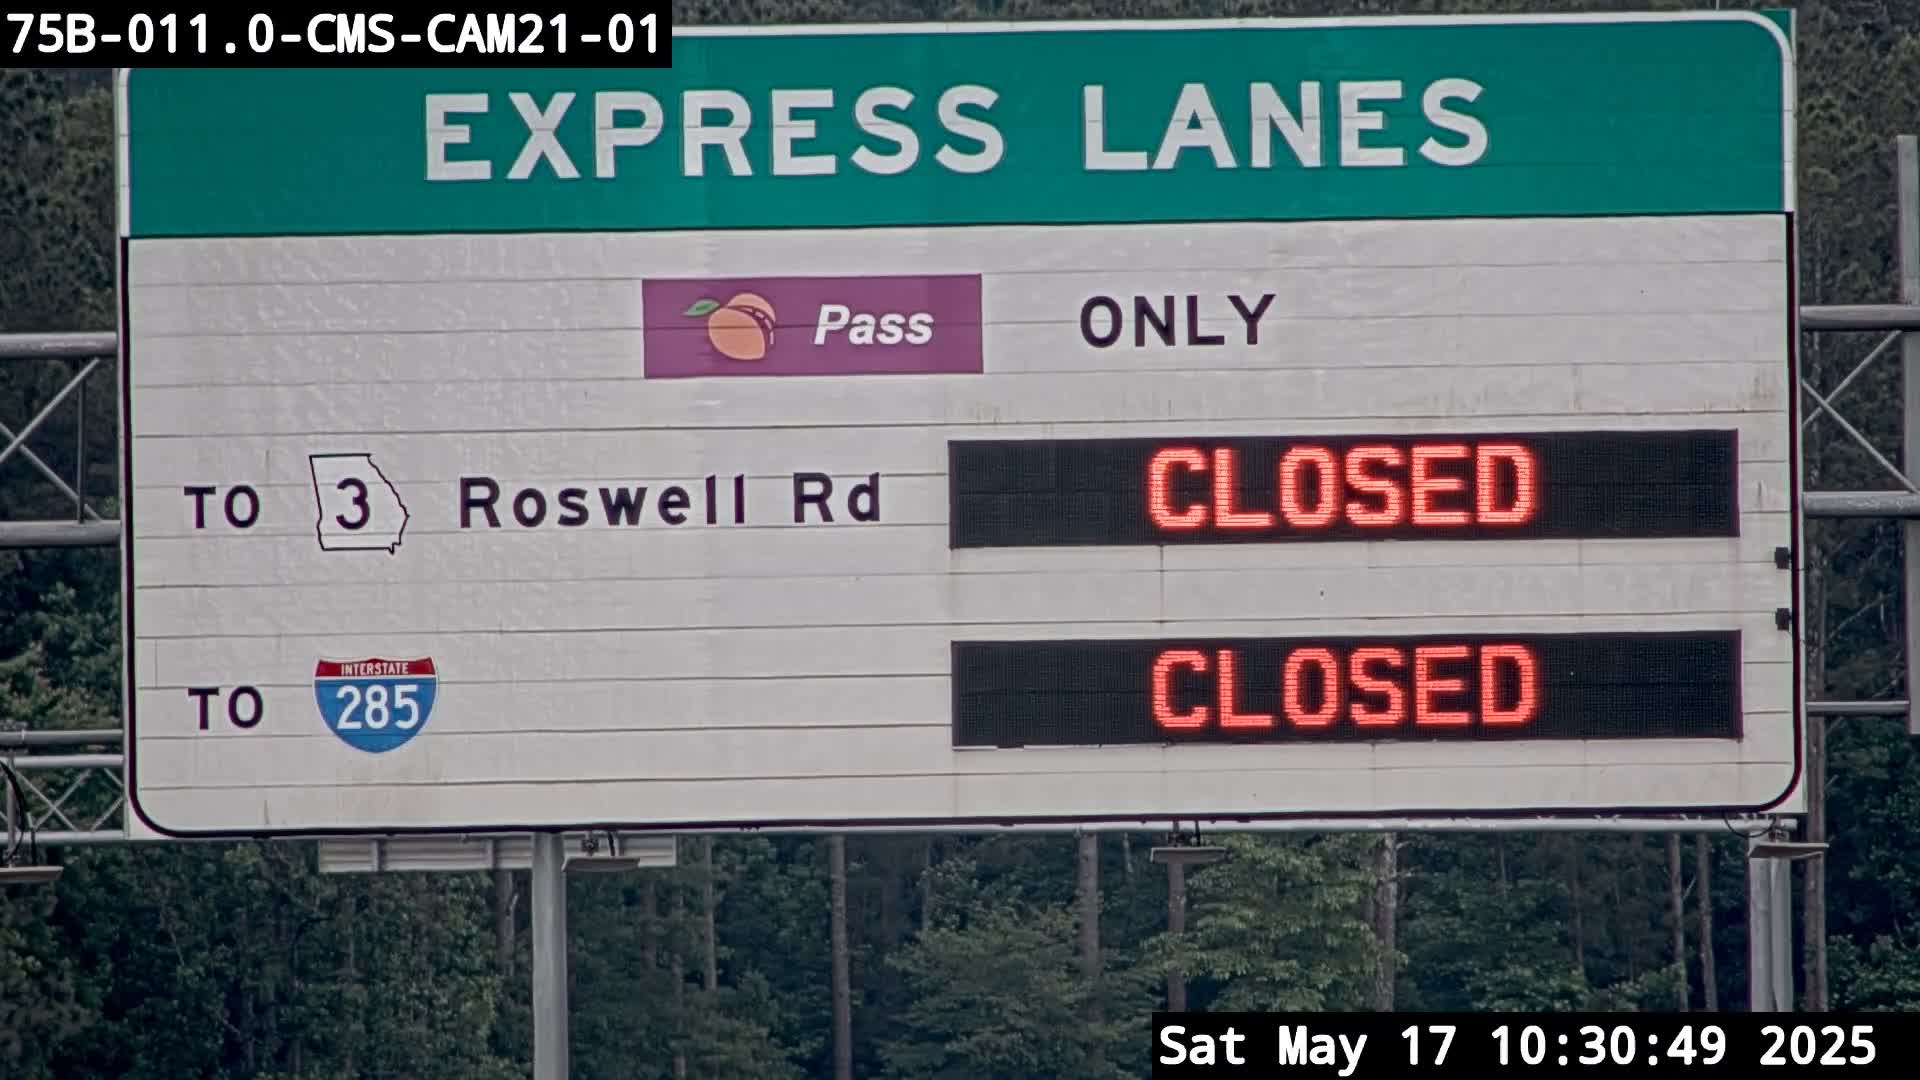 75B-011.0-CMS-CAM21-01
EXPRESS LANES
Pass ONLY
TO 3 Roswell Rd CLOSED
INTERSTATE
TO 285 CLOSED
Sat May 17 10:30:49 2025